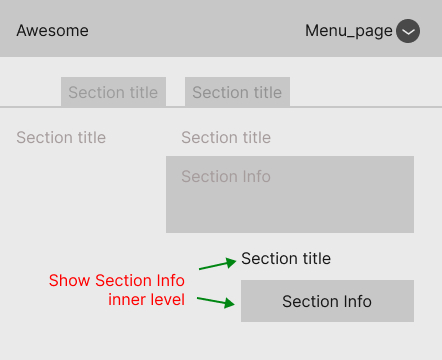 Awesome
Menu_page
Section title
Section title
Section title
Section title
Section Info
Section title
Show Section Info
inner level
Section Info